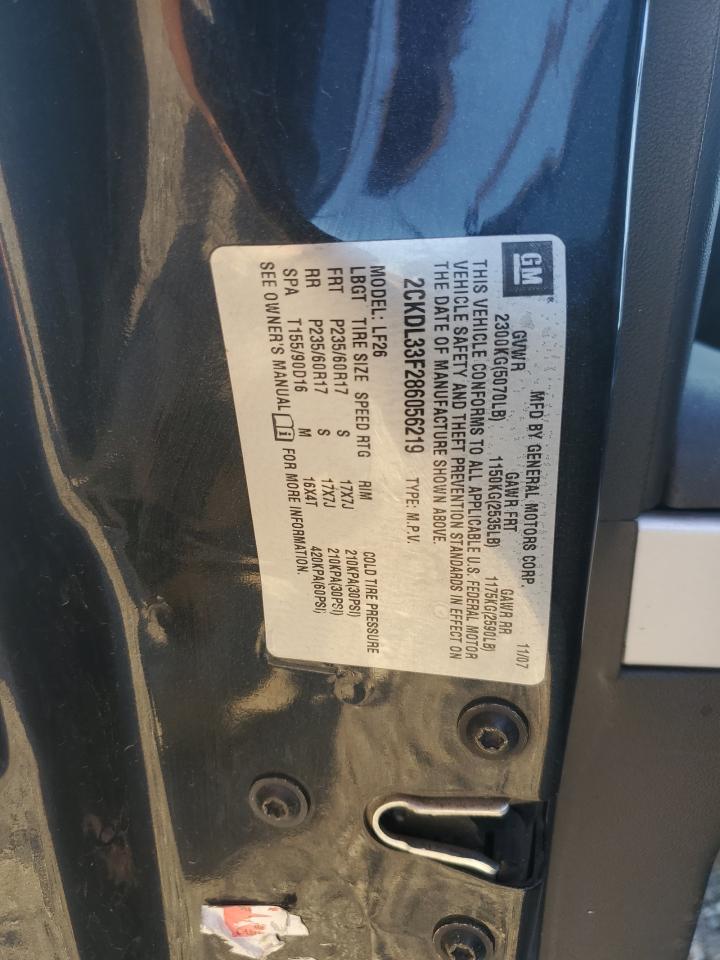 GM
MFD BY GENERAL MOTORS CORP. 11/07
GVWR GAWR FRT GAWR RR
2300KG(5070LB) 1150KG(2535LB) 1175KG(2590LB)
THIS VEHICLE CONFORMS TO ALL APPLICABLE U.S. FEDERAL MOTOR
VEHICLE SAFETY AND THEFT PREVENTION STANDARDS IN EFFECT ON
THE DATE OF MANUFACTURE SHOWN ABOVE.
2CKDL33F286056219 TYPE: M.P.V.
MODEL: LF26
LBGT TIRE SIZE SPEED RTG RIM COLD TIRE PRESSURE
FRT P235/60R17 S 17X7J 210KPA(30PSI)
RR P235/60R17 S 17X7J 210KPA(30PSI)
SPA T155/90D16 M 16X4T 420KPA(60PSI)
SEE OWNER'S MANUAL FOR MORE INFORMATION.